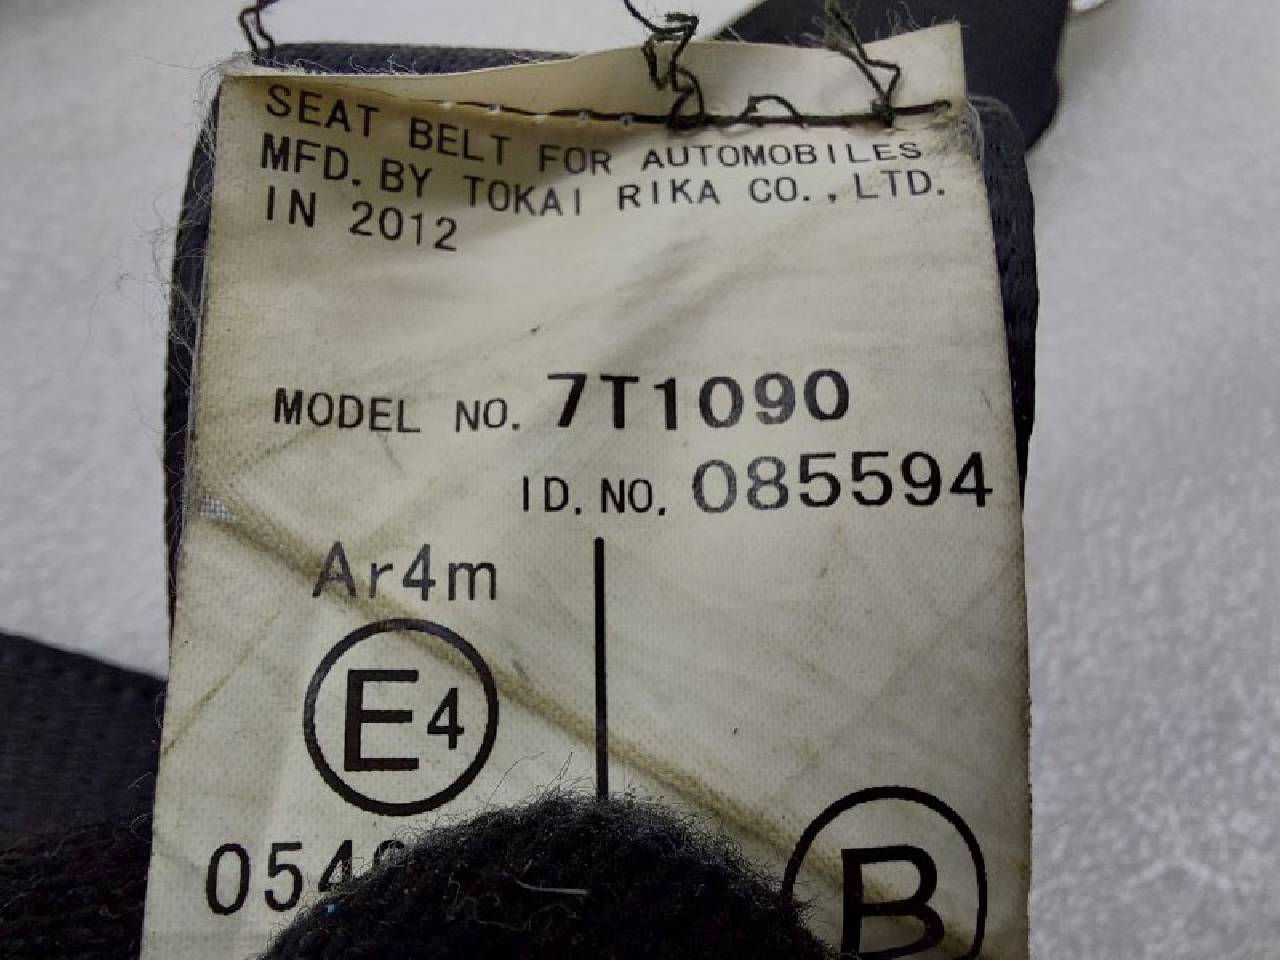 SEAT BELT FOR AUTOMOBILES
MFD. BY TOKAI RIKA CO., LTD.
IN 2012
MODEL NO. 7T1090
ID. NO. 085594
Ar4m
E4
B